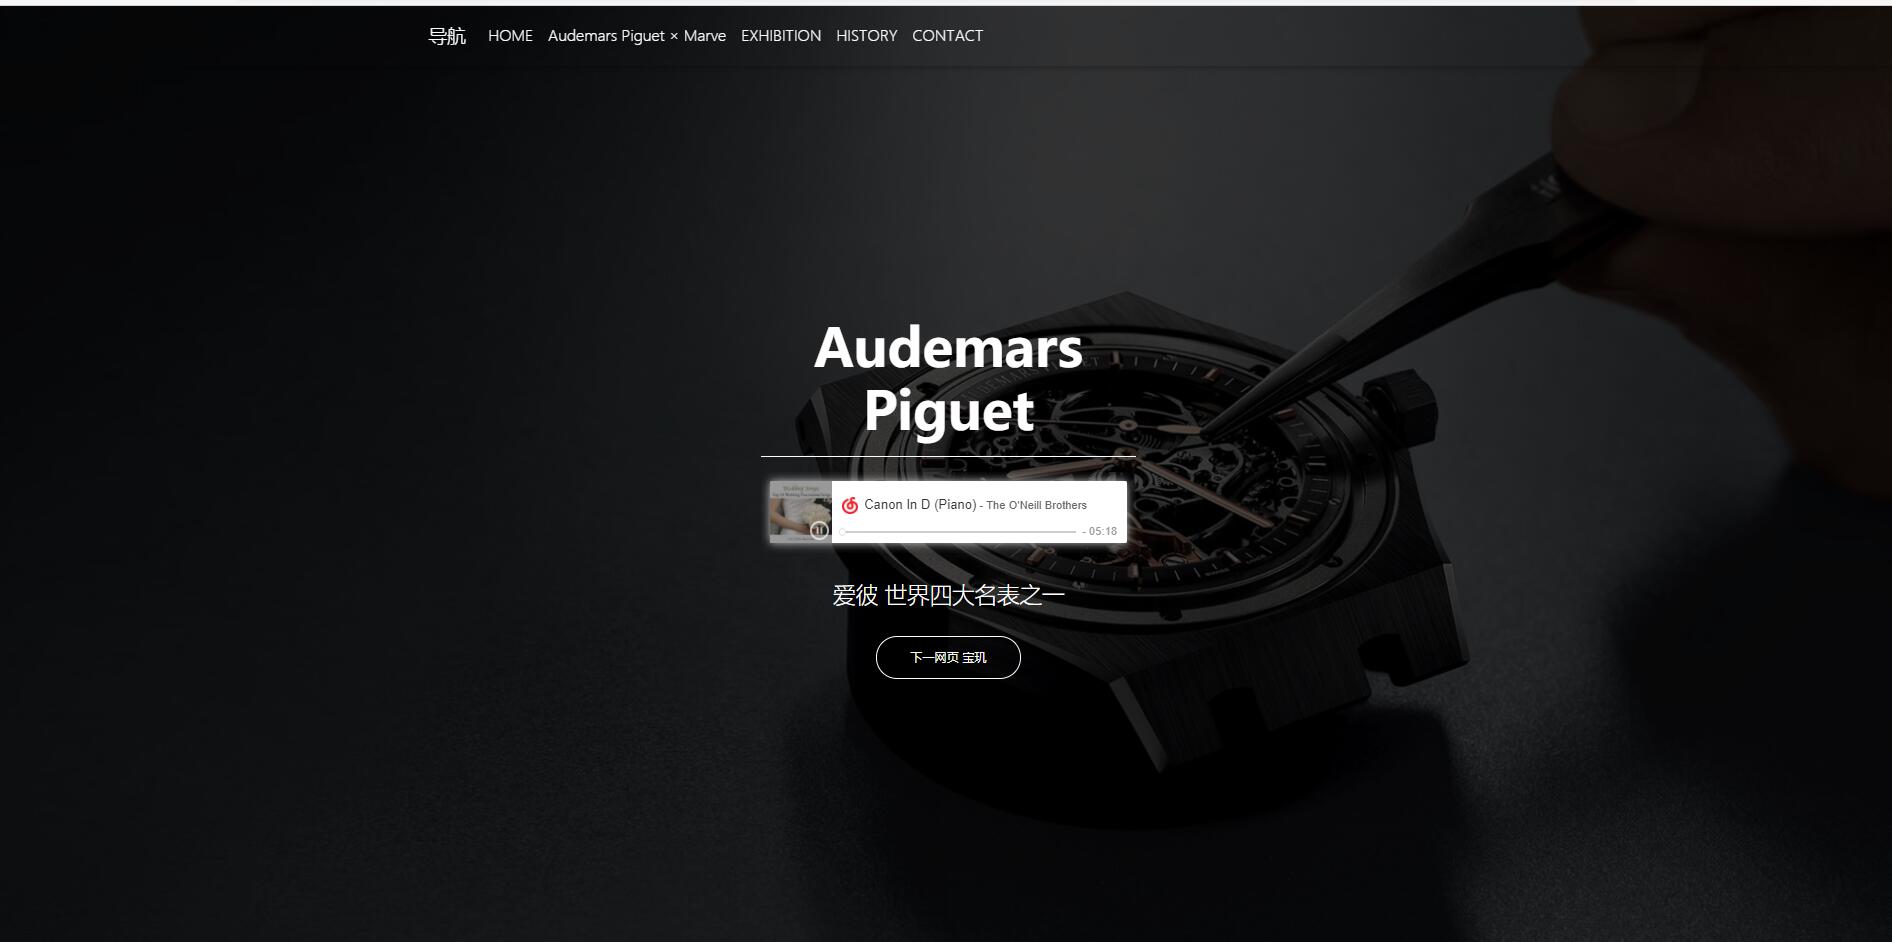 导航 HOME Audemars Piguet × Marve EXHIBITION HISTORY CONTACT
Audemars
Piguet
Canon In D (Piano) - The O'Neill Brothers
- 05:18
爱彼 世界四大名表之一
下一网页 宝玑